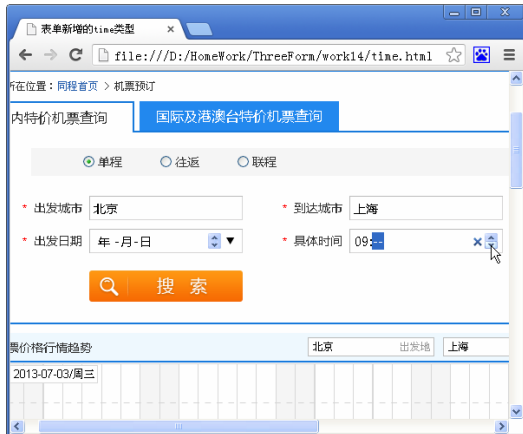 表单新增的time类型
file:///D:/HomeWork/ThreeForm/work14/time.html
所在位置：同程首页 > 机票预订
内特价机票查询 国际及港澳台特价机票查询
单程 往返 联程
* 出发城市 北京 * 到达城市 上海
* 出发日期 年-月-日 * 具体时间 09:--
搜 索
票价格行情趋势 北京 出发地 上海
2013-07-03/周三